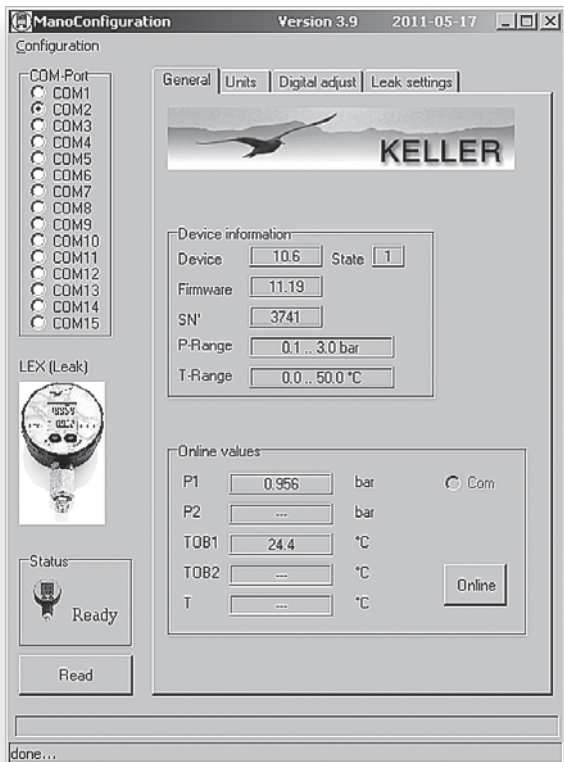 ManoConfiguration Version 3.9 2011-05-17
Configuration
COM-Port
COM1
COM2
COM3
COM4
COM5
COM6
COM7
COM8
COM9
COM10
COM11
COM12
COM13
COM14
COM15
LEX (Leak)
Status
Ready
Read
General Units Digital adjust Leak settings
KELLER
Device information
Device 10.6 State 1
Firmware 11.19
SN' 3741
P-Range 0.1 .. 3.0 bar
T-Range 0.0 .. 50.0 °C
Online values
P1 0.956 bar Com
P2 --- bar
TOB1 24.4 °C
TOB2 --- °C
Online
T --- °C
done...